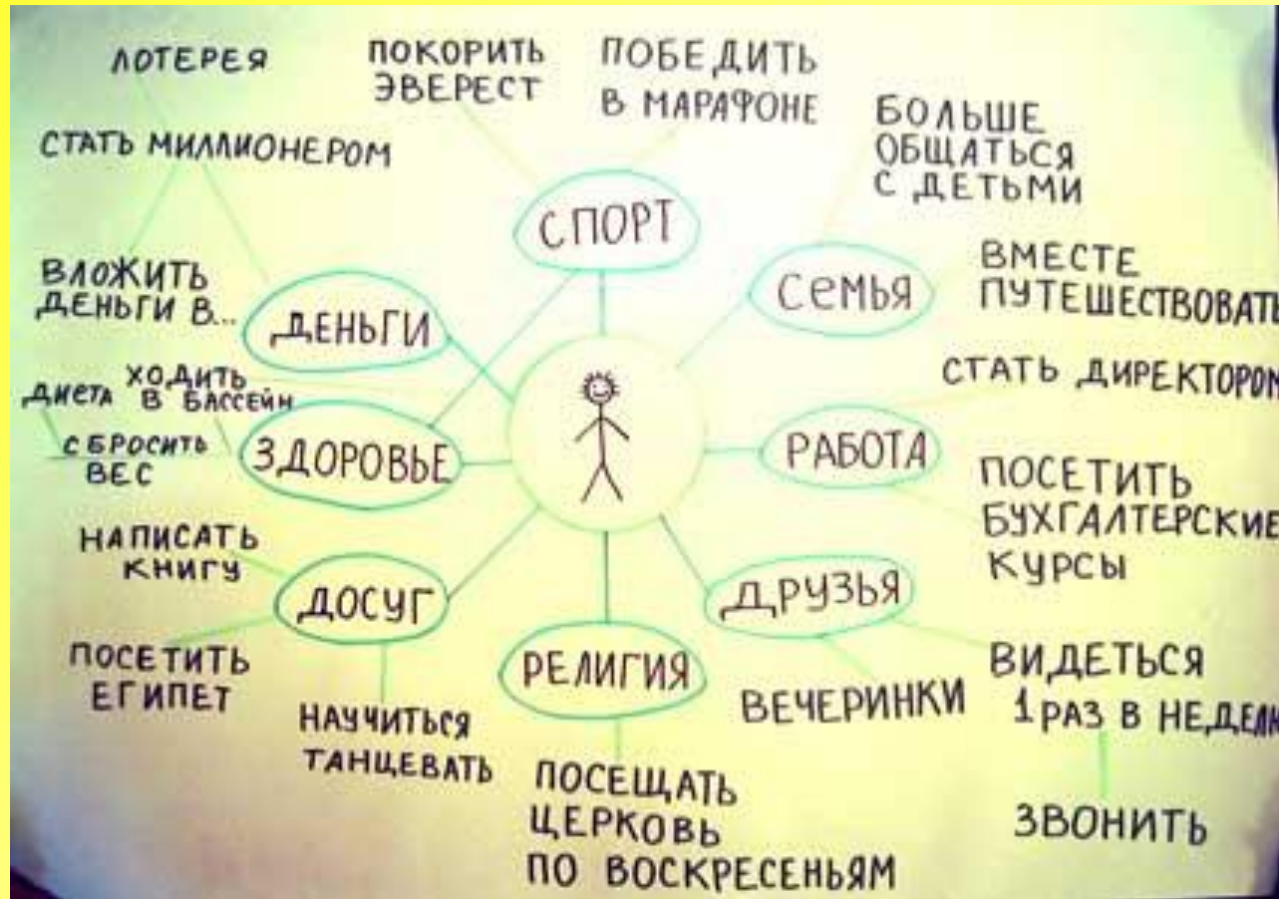 ЛОТЕРЕЯ
СТАТЬ МИЛЛИОНЕРОМ
ВЛОЖИТЬ
ДЕНЬГИ В...
ДЕНЬГИ
ПОКОРИТЬ
ЭВЕРЕСТ
ПОБЕДИТЬ
В МАРАФОНЕ
СПОРТ
БОЛЬШЕ
ОБЩАТЬСЯ
С ДЕТЬМИ
СЕМЬЯ
ВМЕСТЕ
ПУТЕШЕСТВОВАТЬ
СТАТЬ ДИРЕКТОРОМ
РАБОТА
ПОСЕТИТЬ
БУХГАЛТЕРСКИЕ
КУРСЫ
ХОДИТЬ
В БАССЕЙН
ДИЕТА
СБРОСИТЬ
ВЕС
ЗДОРОВЬЕ
НАПИСАТЬ
КНИГУ
ДОСУГ
ПОСЕТИТЬ
ЕГИПЕТ
НАУЧИТЬСЯ
ТАНЦЕВАТЬ
РЕЛИГИЯ
ПОСЕЩАТЬ
ЦЕРКОВЬ
ПО ВОСКРЕСЕНЬЯМ
ДРУЗЬЯ
ВЕЧЕРИНКИ
ВИДЕТЬСЯ
1 РАЗ В НЕДЕЛЮ
ЗВОНИТЬ